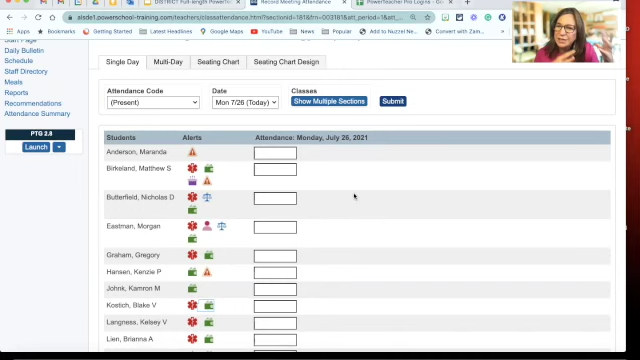 DISTRICT Full-length PowerTe
Record Meeting Attendance
PowerTeacher Pro Logins
alsde1.powerschool-training.com/teachers/classattendance.html?sectionid=181&frn=003181&att_period=1&att...
Apps
Bookmarks
Getting Started
Latest Headlines
Google Maps
YouTube
News
Popular
Add to Nuzzel Me...
Convert with Zam...
Start Page
Daily Bulletin
Schedule
Staff Directory
Meals
Reports
Recommendations
Attendance Summary
PTG 2.8
Launch
Single Day Multi-Day Seating Chart Seating Chart Design
Attendance Code Date Classes
(Present) Mon 7/26 (Today) Show Multiple Sections Submit
Students Alerts Attendance: Monday, July 26, 2021
Anderson, Maranda
Birkeland, Matthew S
Butterfield, Nicholas D
Eastman, Morgan
Graham, Gregory
Hansen, Kenzie P
Johnk, Kamron M
Kostich, Blake V
Langness, Kelsey V
Lien, Brianna A